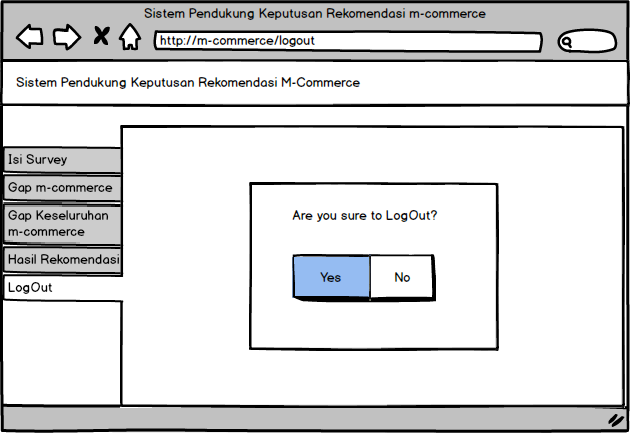 Sistem Pendukung Keputusan Rekomendasi m-commerce
http://m-commerce/logout
Sistem Pendukung Keputusan Rekomendasi M-Commerce
Isi Survey
Gap m-commerce
Gap Keseluruhan
m-commerce
Hasil Rekomendasi
LogOut
Are you sure to LogOut?
Yes
No